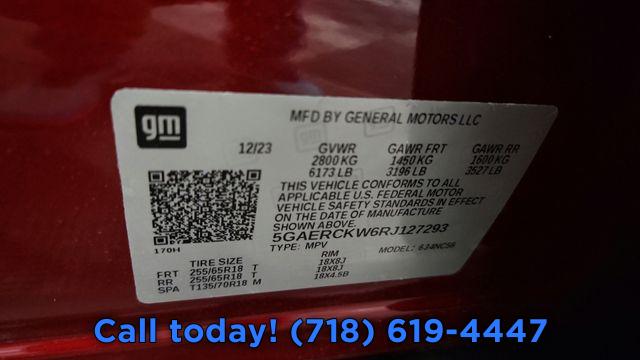 gm
MFD BY GENERAL MOTORS LLC
12/23 GVWR GAWR FRT GAWR RR
2800 KG 1450 KG 1600 KG
6173 LB 3196 LB 3527 LB
THIS VEHICLE CONFORMS TO ALL
APPLICABLE U.S. FEDERAL MOTOR
VEHICLE SAFETY STANDARDS IN EFFECT
ON THE DATE OF MANUFACTURE
SHOWN ABOVE.
5GAERCKW6RJ127293
170H TYPE: MPV MODEL: 634NC56
TIRE SIZE RIM
FRT 255/65R18 T 18X8J
RR 255/65R18 T 18X8J
SPA T135/70R18 M 18X4.5B
Call today! (718) 619-4447